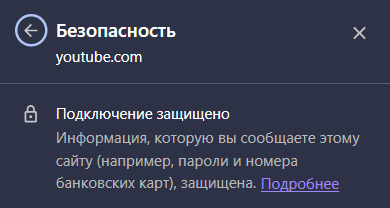 Безопасность
youtube.com
Подключение защищено
Информация, которую вы сообщаете этому
сайту (например, пароли и номера
банковских карт), защищена. Подробнее